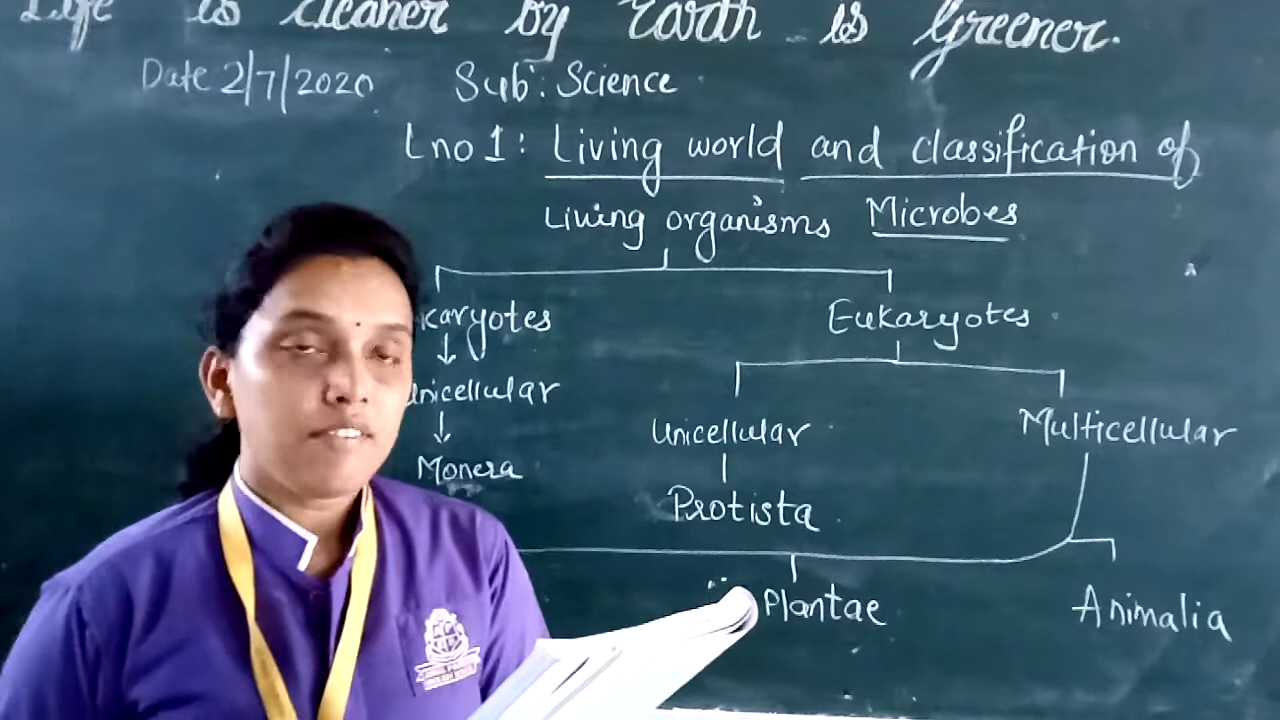 Life is cleaner by Earth is Greener.
Date 2/7/2020 Sub: Science
Lno 1: Living world and classification of
Microbes
Living organisms
karyotes Eukaryotes
unicellular
Monera
Unicellular Multicellular
Protista
Plantae Animalia